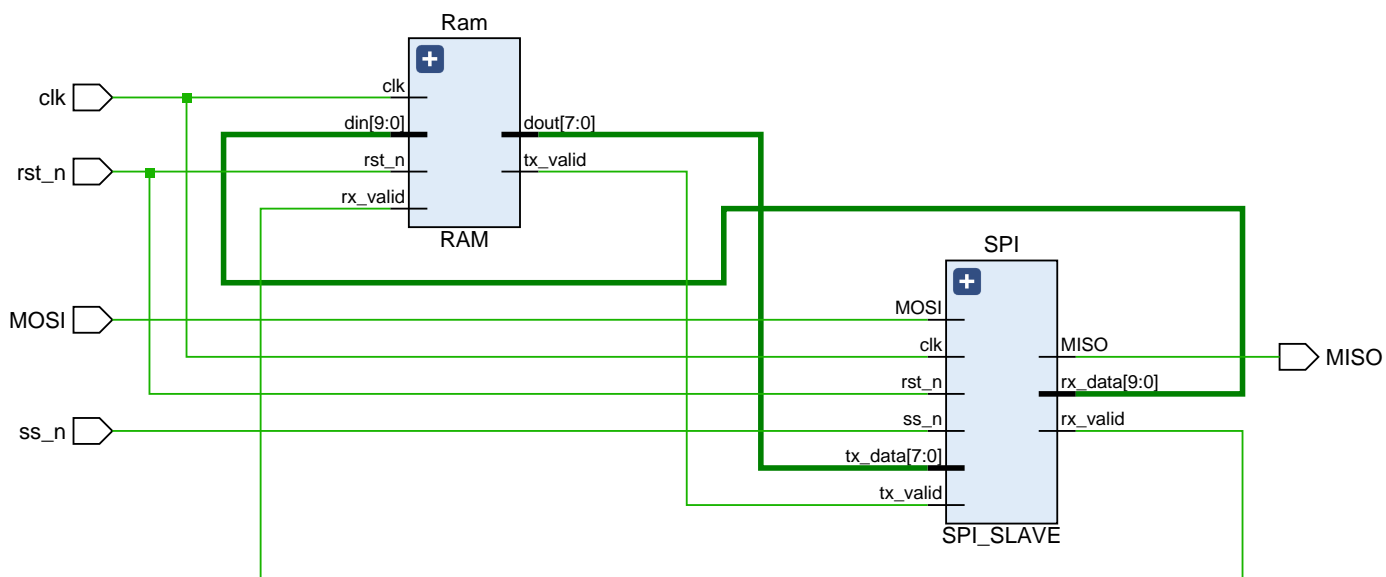 Ram
clk
clk
din[9:0]
dout[7:0]
rst_n
rst_n
tx_valid
rx_valid
RAM
SPI
MOSI
MOSI
clk
MISO
MISO
rst_n
rx_data[9:0]
ss_n
ss_n
rx_valid
tx_data[7:0]
tx_valid
SPI_SLAVE